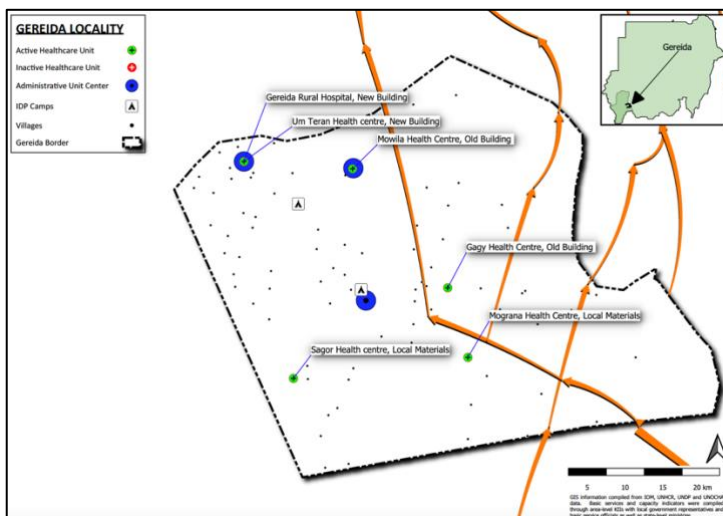 GEREIDA LOCALITY
Active Healthcare Unit
Inactive Healthcare Unit
Administrative Unit Center
IDP Camps
Villages
Gereida Border
Gereida
Gereida Rural Hospital, New Building
Um Teran Health centre, New Building
Mowila Health Centre, Old Building
Gagy Health Centre, Old Building
Mograna Health Centre, Local Materials
Sagor Health centre, Local Materials
5 10 15 20 km
GIS information compiled from IOM, UNHCR, UNDP and UNOCHA
data. Basic services and capacity indicators were compiled
through area-level KIIs with local government representatives and